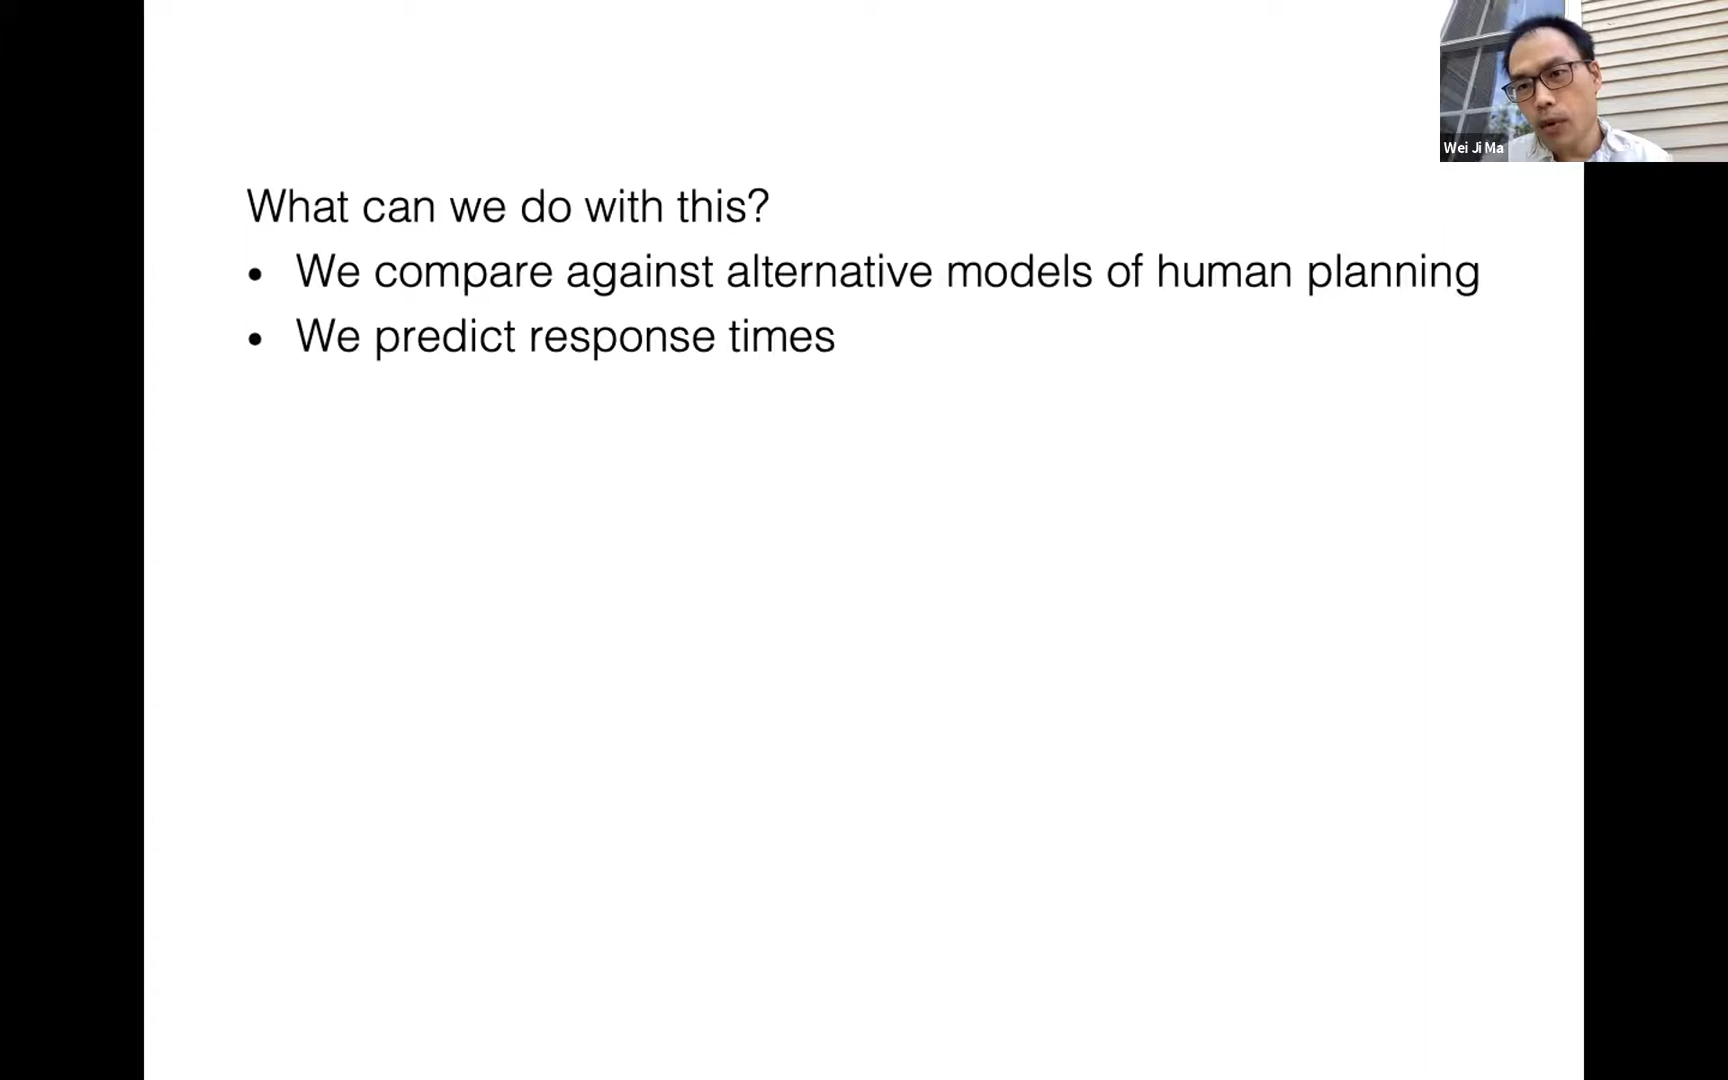 Wei Ji Ma
What can we do with this?
• We compare against alternative models of human planning
• We predict response times